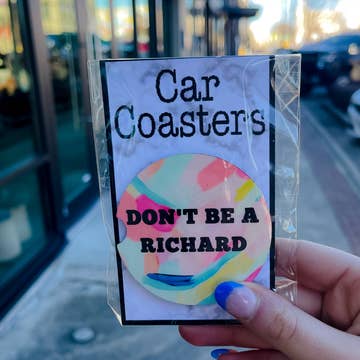 Car
Coasters
DON'T BE A
RICHARD